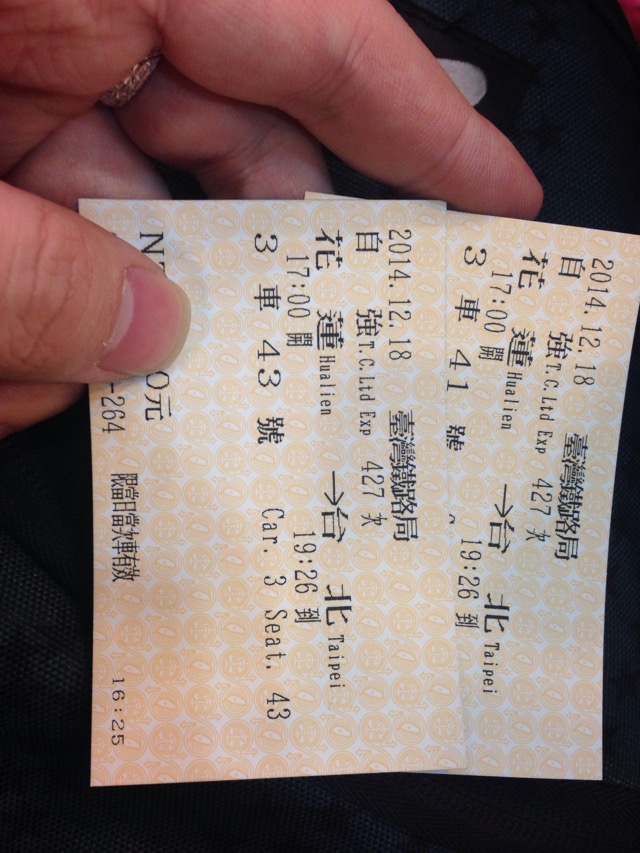 2014.12.18 臺灣鐵路局
自強 T.C.Ltd Exp 427 次
花蓮 Hualien →台北 Taipei
17:00 開 19:26 到
3 車 43 號 Car. 3 Seat. 43
元
-264 限當日當次車有效 16:25
2014.12.18 臺灣鐵路局
自強 T.C.Ltd Exp 427 次
花蓮 Hualien →台北 Taipei
17:00 開 19:26 到
3 車 41 號